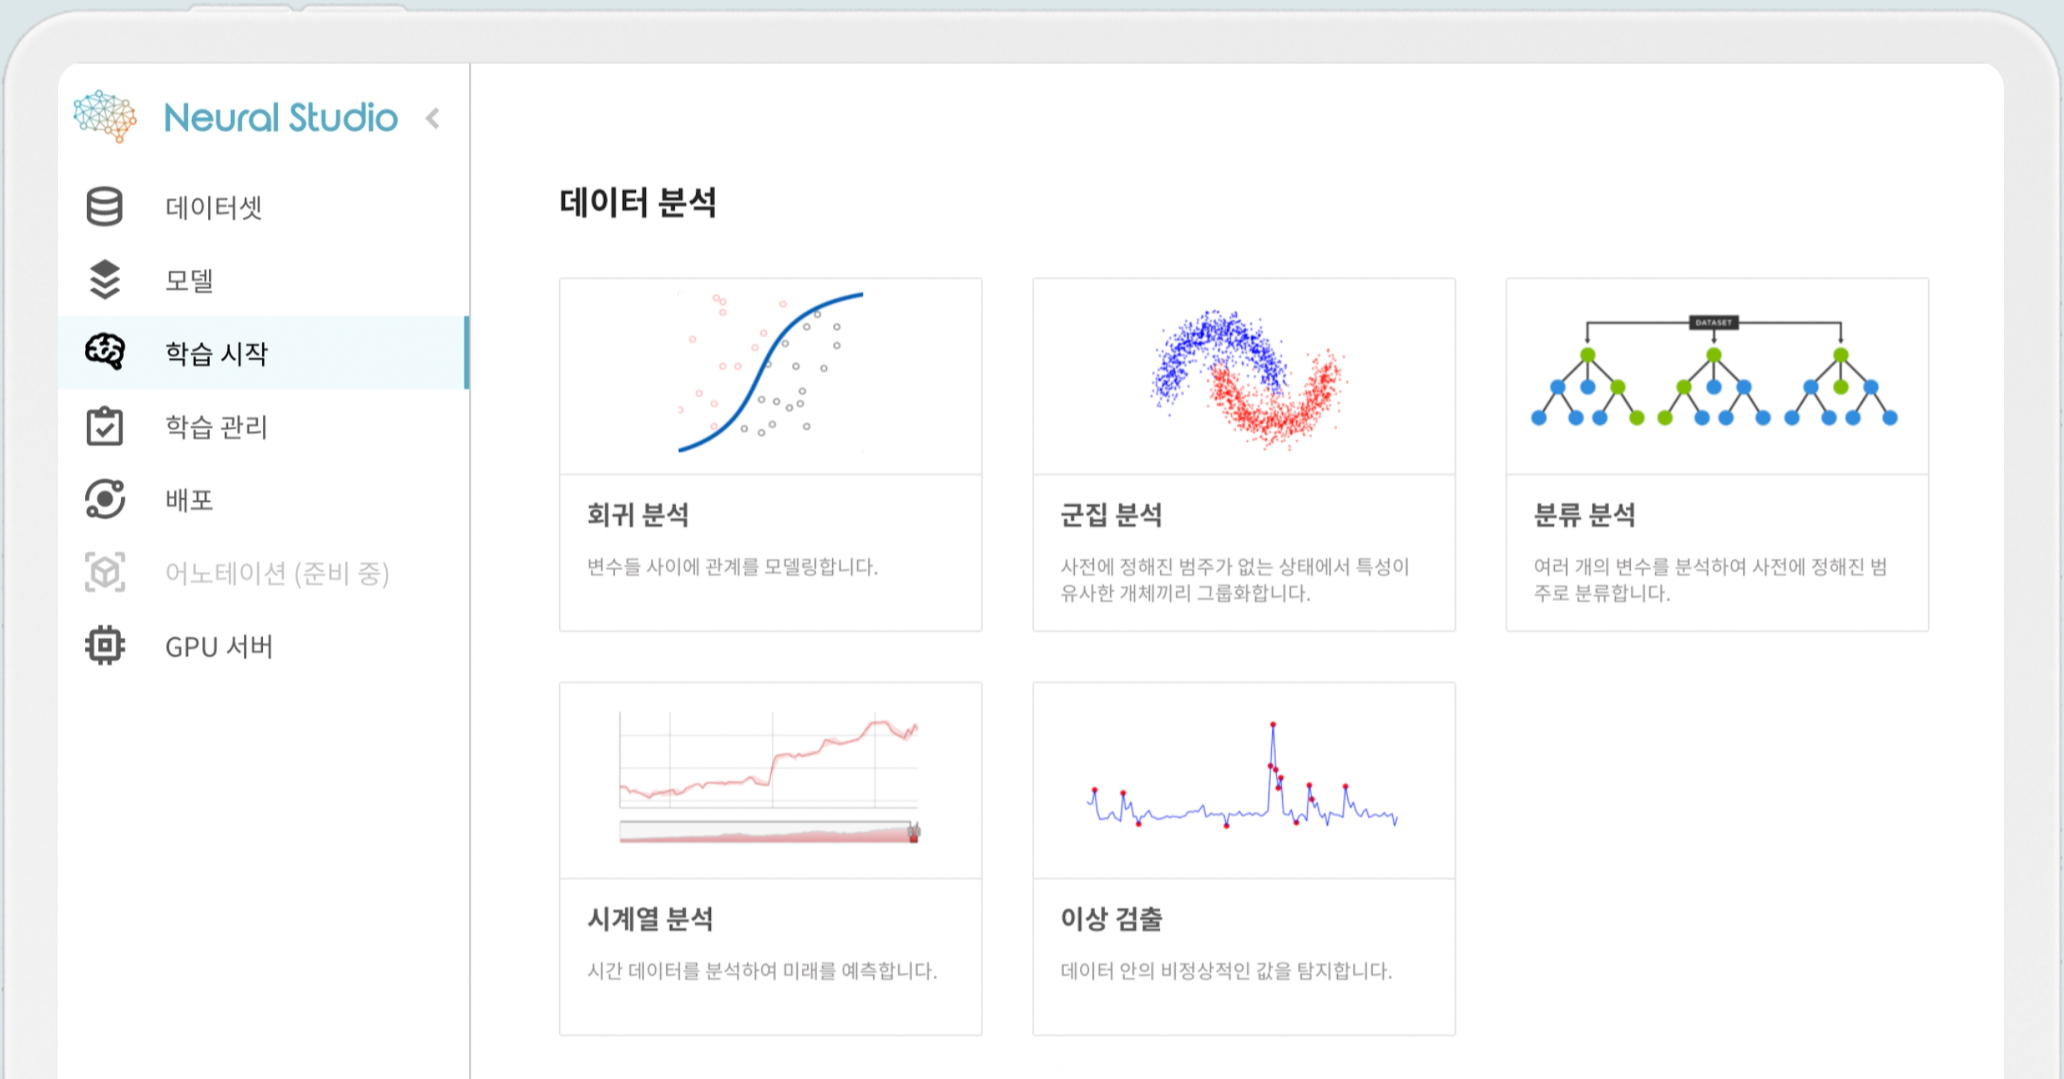 Neural Studio
데이터셋
모델
학습 시작
학습 관리
배포
어노테이션 (준비 중)
GPU 서버
데이터 분석
DATASET
회귀 분석
변수들 사이에 관계를 모델링합니다.
군집 분석
사전에 정해진 범주가 없는 상태에서 특성이
유사한 개체끼리 그룹화합니다.
분류 분석
여러 개의 변수를 분석하여 사전에 정해진 범
주로 분류합니다.
시계열 분석
시간 데이터를 분석하여 미래를 예측합니다.
이상 검출
데이터 안의 비정상적인 값을 탐지합니다.